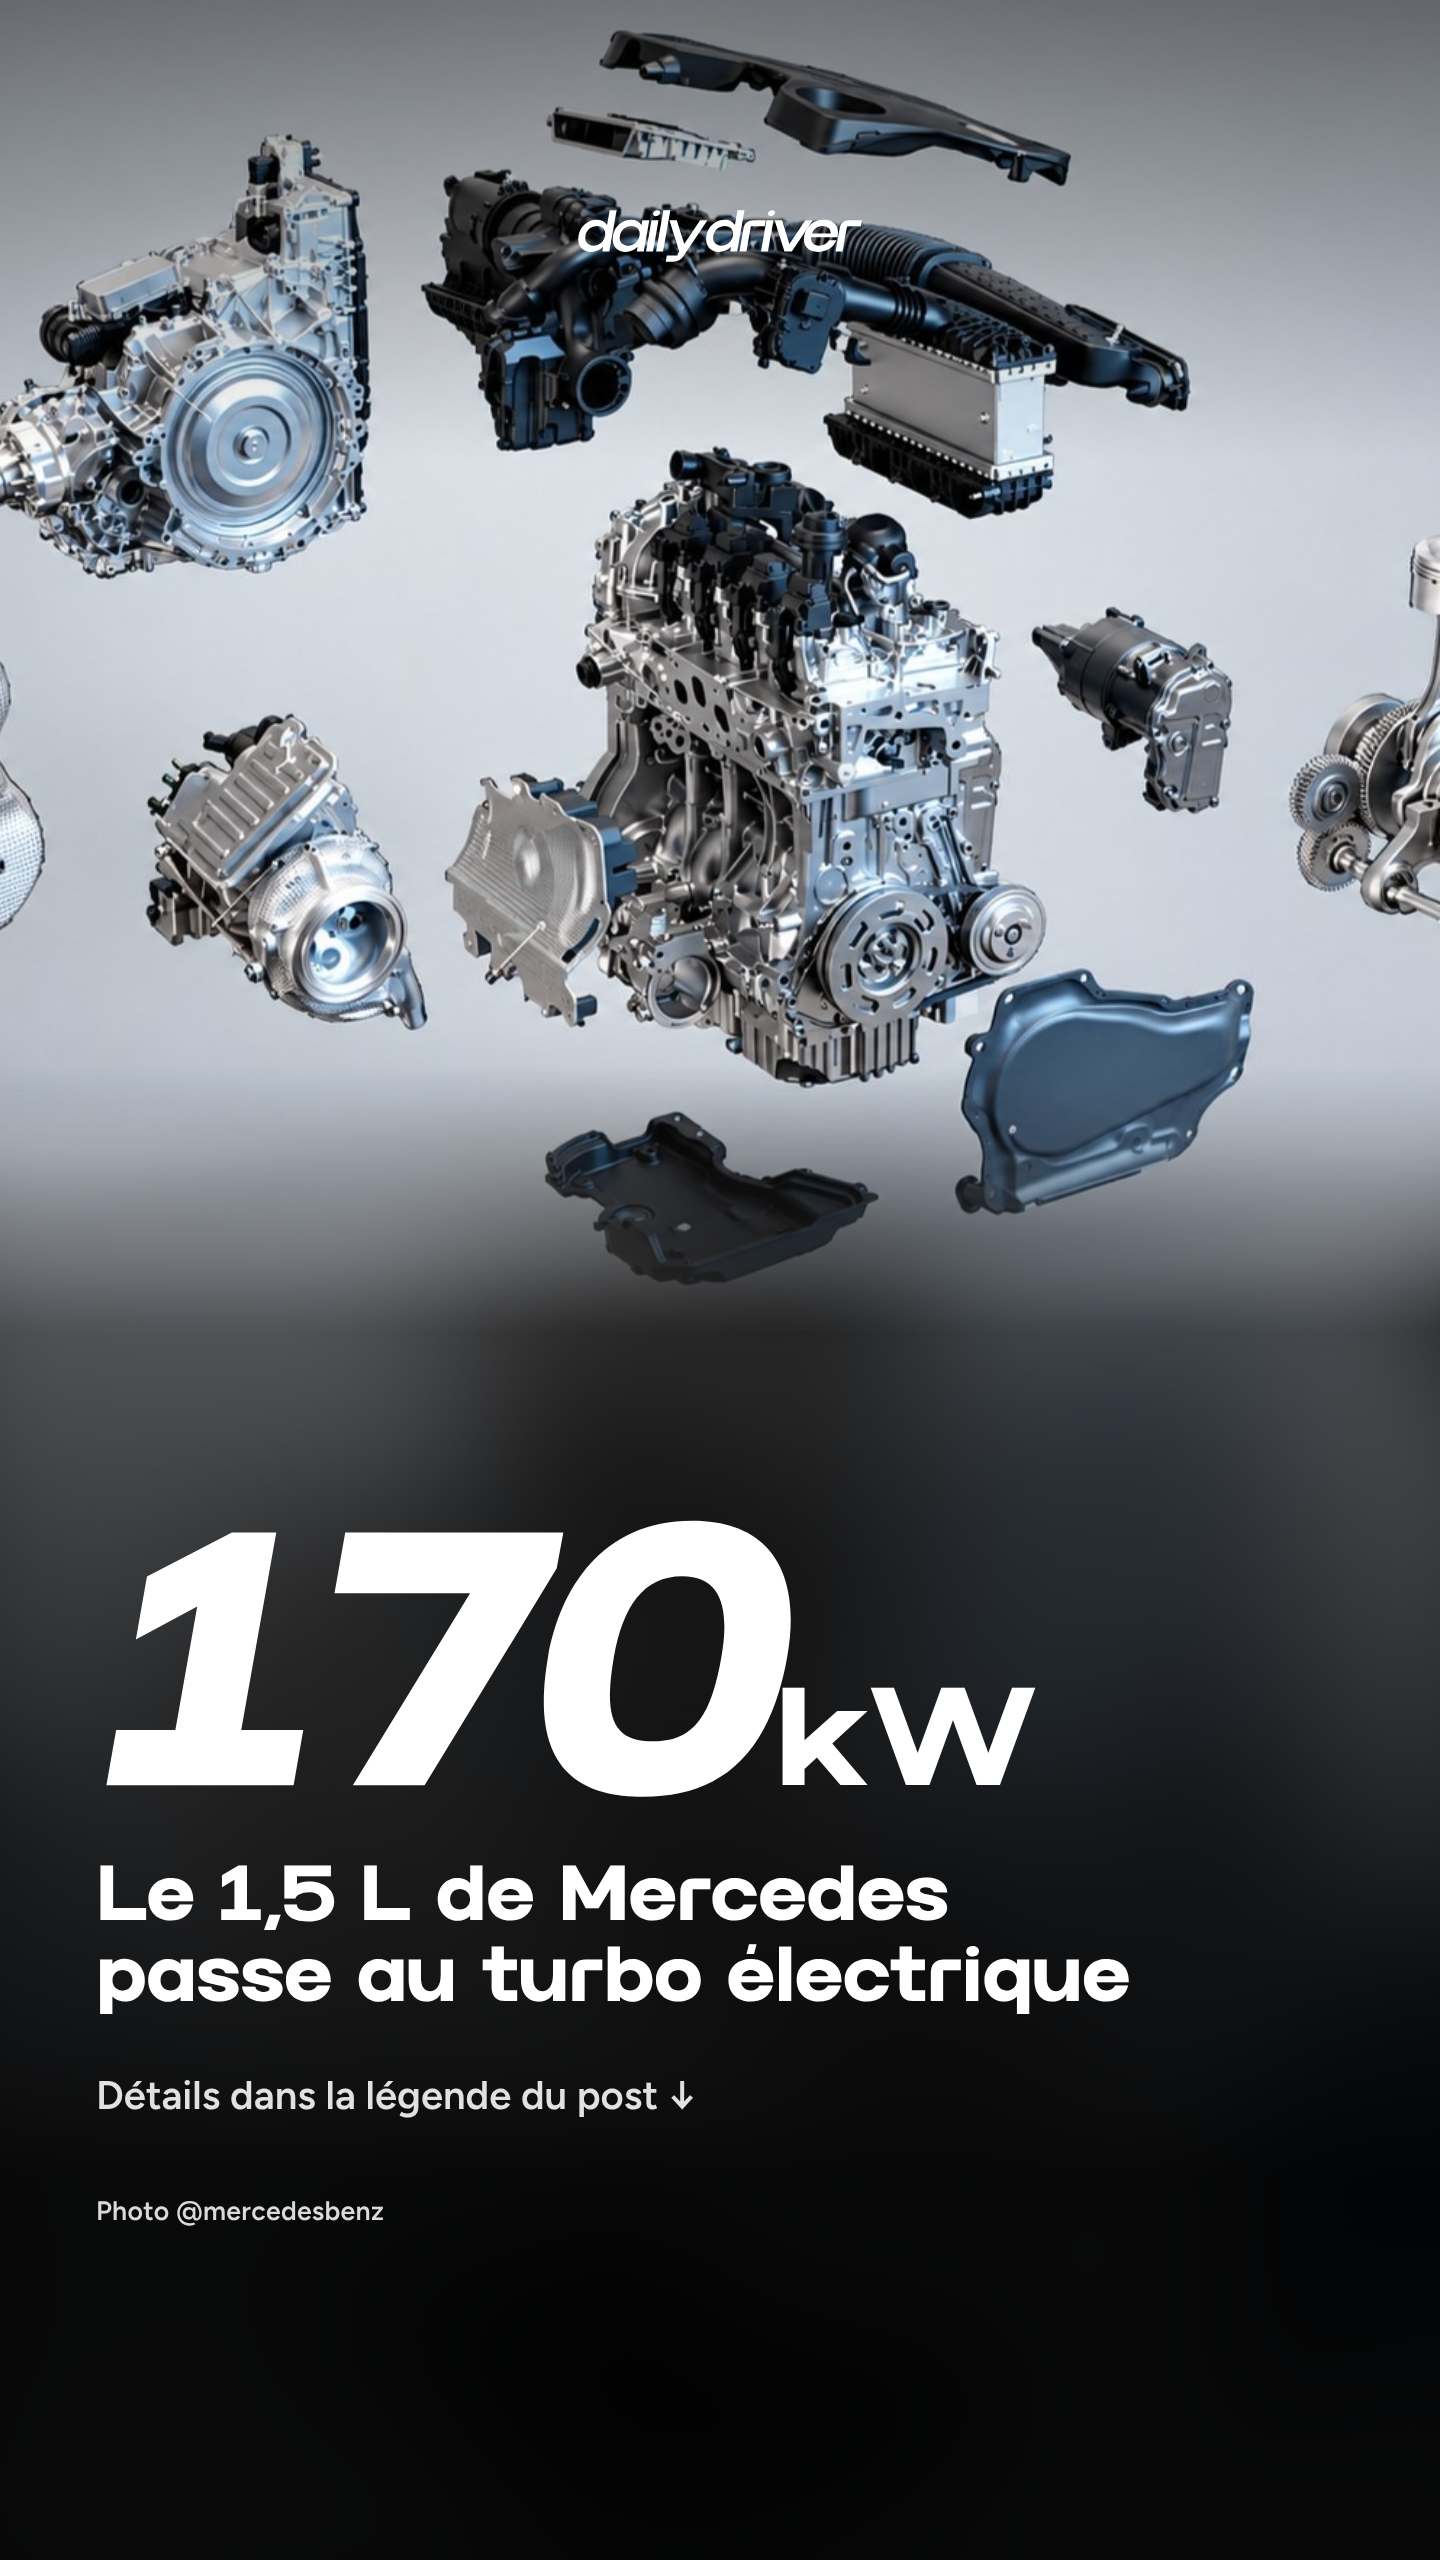 dailydriver
170kW
Le 1,5 L de Mercedes
passe au turbo électrique
Détails dans la légende du post ↓
Photo @mercedesbenz